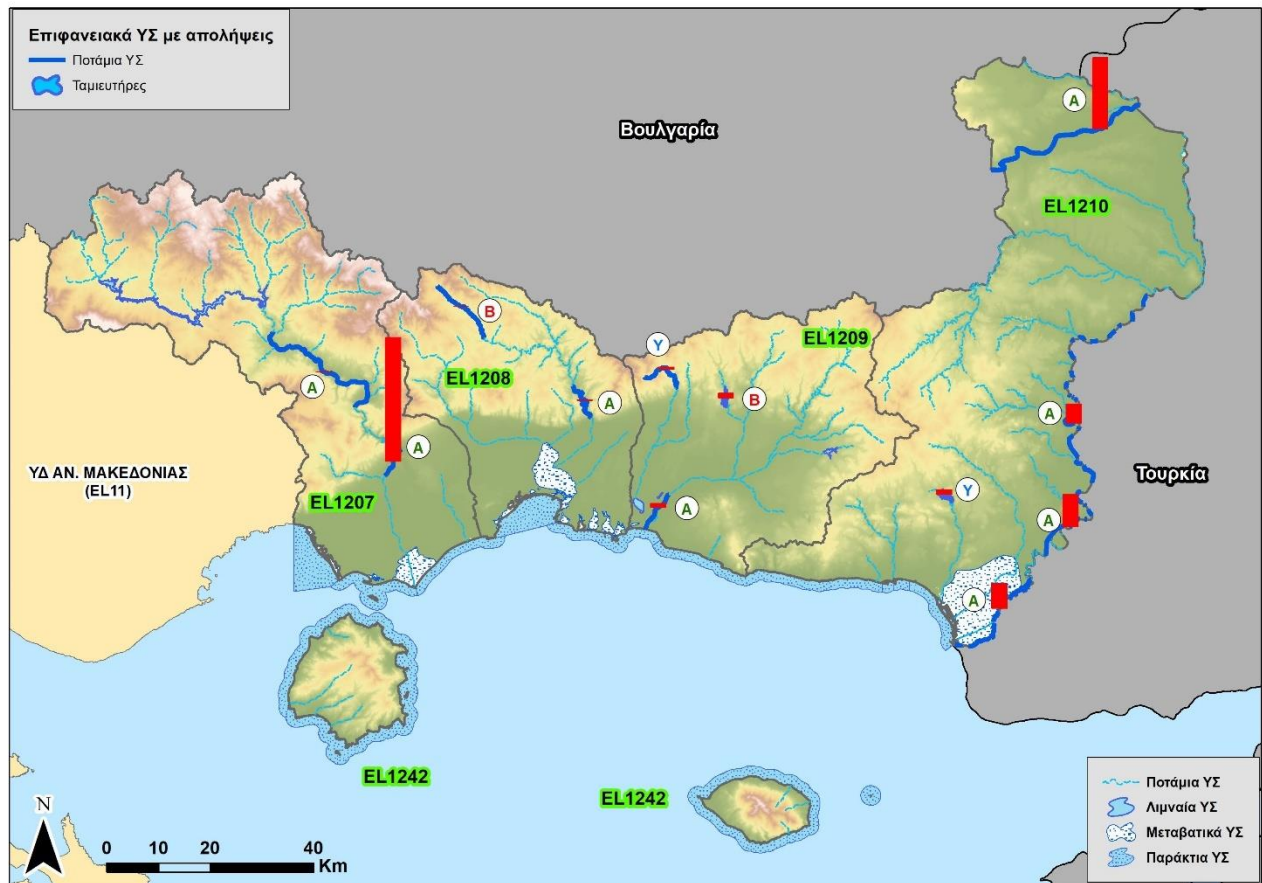 Επιφανειακά ΥΣ με απολήψεις
Ποτάμια ΥΣ
Ταμιευτήρες
Βουλγαρία
A
EL1210
B
Y
EL1209
EL1208
A
A
B
A
A
Τουρκία
ΥΔ ΑΝ. ΜΑΚΕΔΟΝΙΑΣ
(EL11)
EL1207
Y
A
A
A
EL1242
EL1242
N
0 10 20 40
Km
Ποτάμια ΥΣ
Λιμναία ΥΣ
Μεταβατικά ΥΣ
Παράκτια ΥΣ